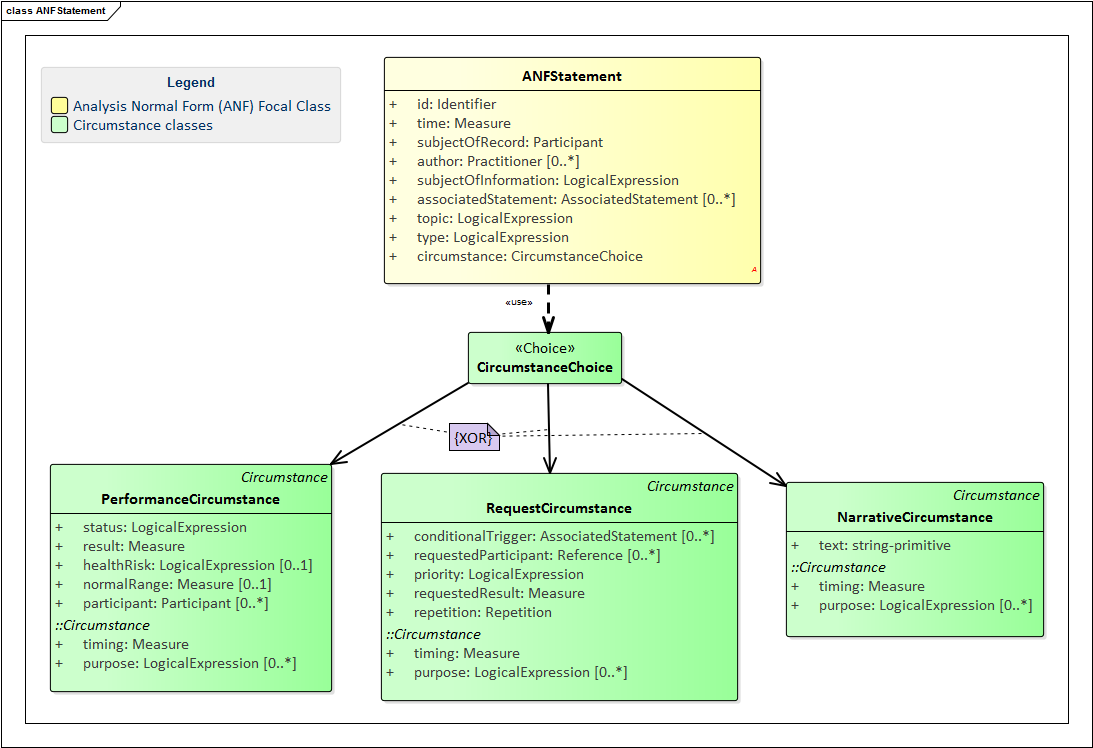 class ANFStatement
Legend
Analysis Normal Form (ANF) Focal Class
Circumstance classes
ANFStatement
+ id: Identifier
+ time: Measure
+ subjectOfRecord: Participant
+ author: Practitioner [0..*]
+ subjectOfInformation: LogicalExpression
+ associatedStatement: AssociatedStatement [0..*]
+ topic: LogicalExpression
+ type: LogicalExpression
+ circumstance: CircumstanceChoice
A
«use»
«Choice»
CircumstanceChoice
{XOR}
Circumstance
PerformanceCircumstance
+ status: LogicalExpression
+ result: Measure
+ healthRisk: LogicalExpression [0..1]
+ normalRange: Measure [0..1]
+ participant: Participant [0..*]
::Circumstance
+ timing: Measure
+ purpose: LogicalExpression [0..*]
Circumstance
RequestCircumstance
+ conditionalTrigger: AssociatedStatement [0..*]
+ requestedParticipant: Reference [0..*]
+ priority: LogicalExpression
+ requestedResult: Measure
+ repetition: Repetition
::Circumstance
+ timing: Measure
+ purpose: LogicalExpression [0..*]
Circumstance
NarrativeCircumstance
+ text: string-primitive
::Circumstance
+ timing: Measure
+ purpose: LogicalExpression [0..*]